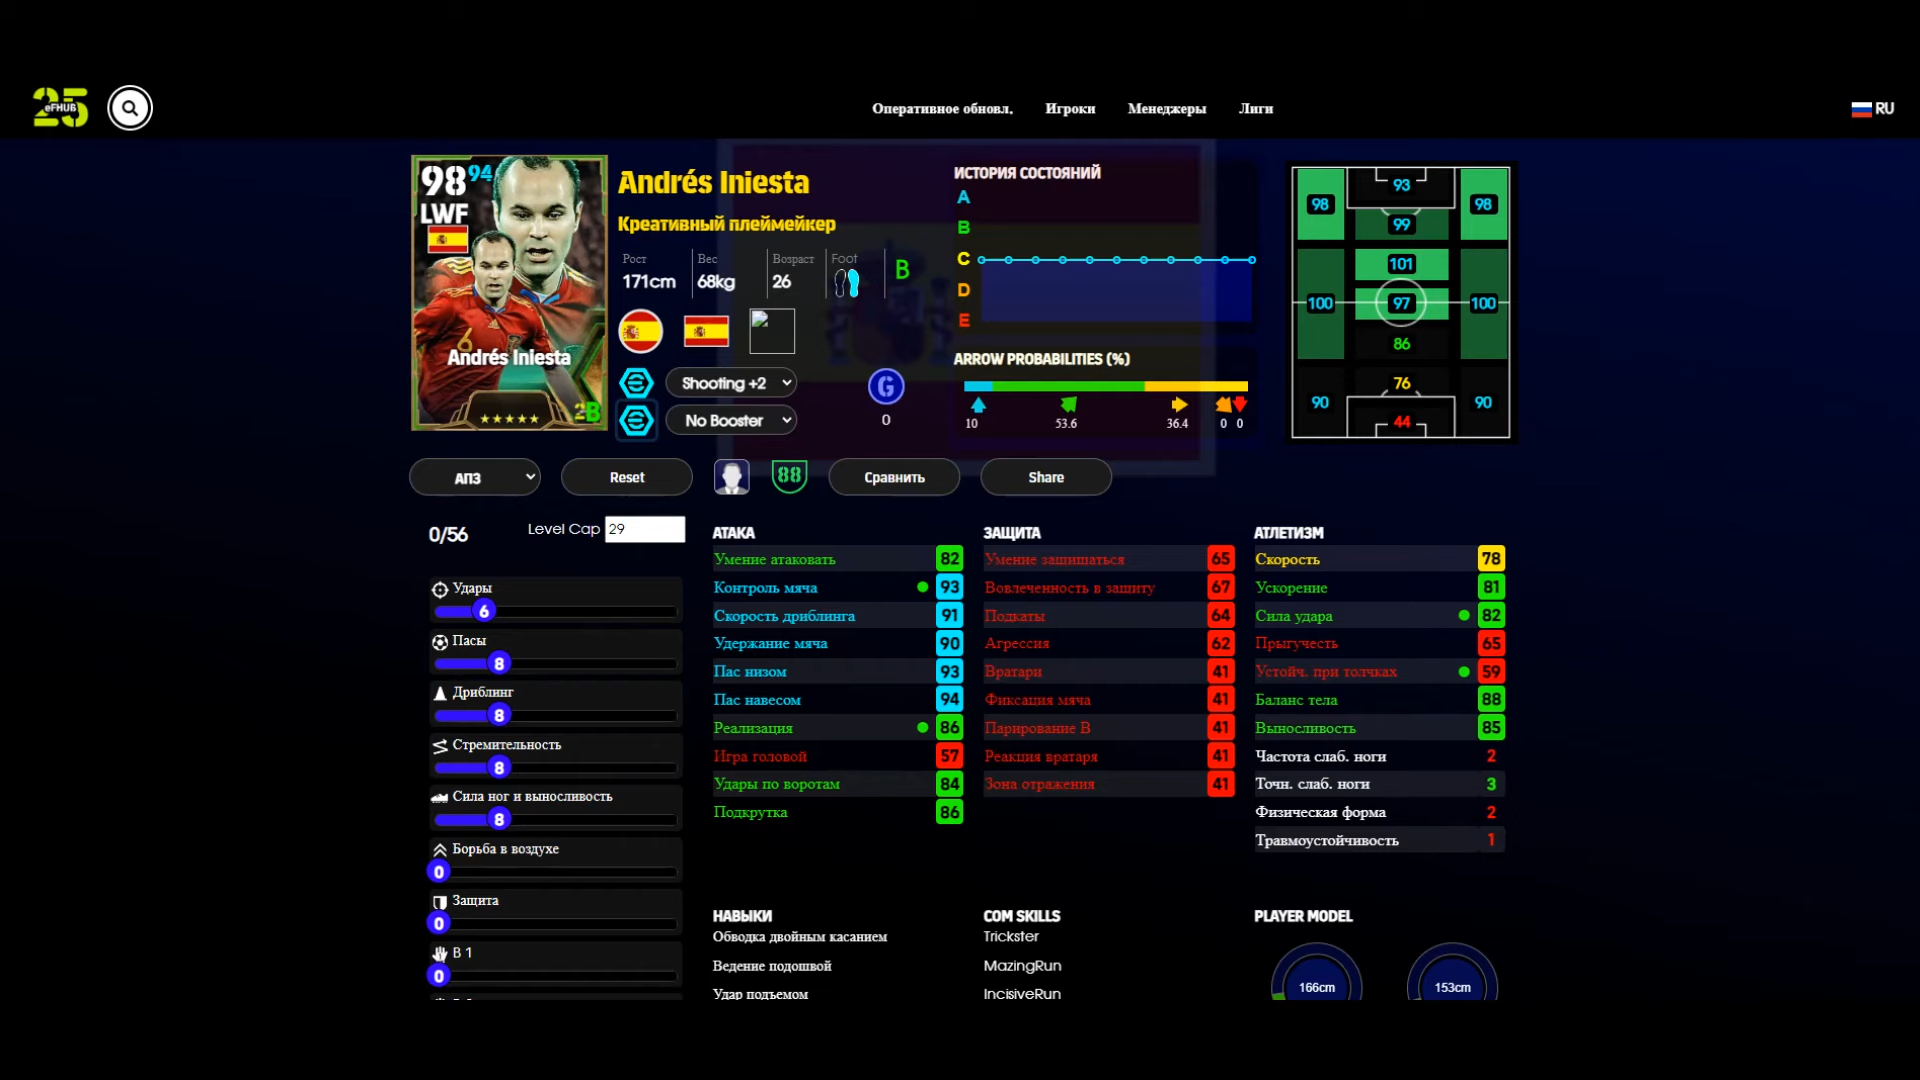 25
eFHUB
Оперативное обновл.
Игроки
Менеджеры
Лиги
RU
98 94
LWF
6
Andrés Iniesta
★★★★★
B
Andrés Iniesta
Креативный плеймейкер
Рост
171cm
Вес
68kg
Возраст
26
Foot
B
Shooting +2
No Booster
G
0
ИСТОРИЯ СОСТОЯНИЙ
A
B
C
D
E
ARROW PROBABILITIES (%)
10 53.6 36.4 0 0
93
98 98
99
101
100 97 100
86
76
90 90
44
АПЗ
Reset
88
Сравнить
Share
0/56
Level Cap 29
Удары
6
Пасы
8
Дриблинг
8
Стремительность
8
Сила ног и выносливость
8
Борьба в воздухе
0
Защита
0
В 1
0
АТАКА
Умение атаковать 82
Контроль мяча 93
Скорость дриблинга 91
Удержание мяча 90
Пас низом 93
Пас навесом 94
Реализация 86
Игра головой 57
Удары по воротам 84
Подкрутка 86
ЗАЩИТА
Умение защищаться 65
Вовлеченность в защиту 67
Подкаты 64
Агрессия 62
Вратари 41
Фиксация мяча 41
Парирование В 41
Реакция вратаря 41
Зона отражения 41
АТЛЕТИЗМ
Скорость 78
Ускорение 81
Сила удара 82
Прыгучесть 65
Устойч. при толчках 59
Баланс тела 88
Выносливость 85
Частота слаб. ноги 2
Точн. слаб. ноги 3
Физическая форма 2
Травмоустойчивость 1
НАВЫКИ
Обводка двойным касанием
Ведение подошвой
Удар подъемом
COM SKILLS
Trickster
MazingRun
IncisiveRun
PLAYER MODEL
166cm
153cm